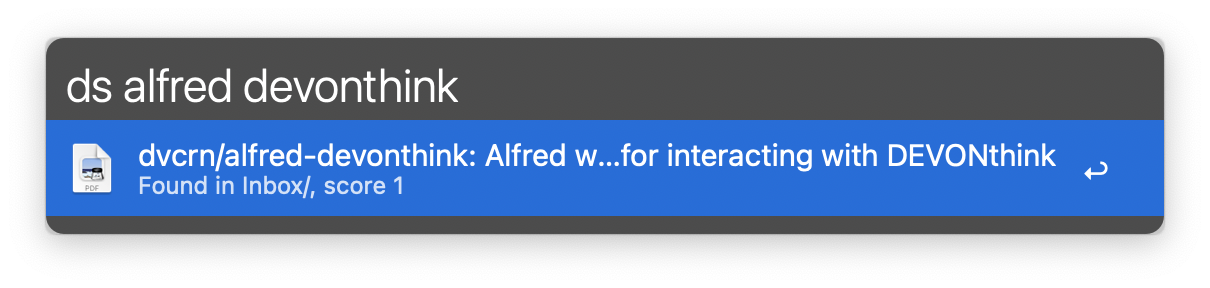 ds alfred devonthink
dvcrn/alfred-devonthink: Alfred w...for interacting with DEVONthink
Found in Inbox/, score 1
PDF